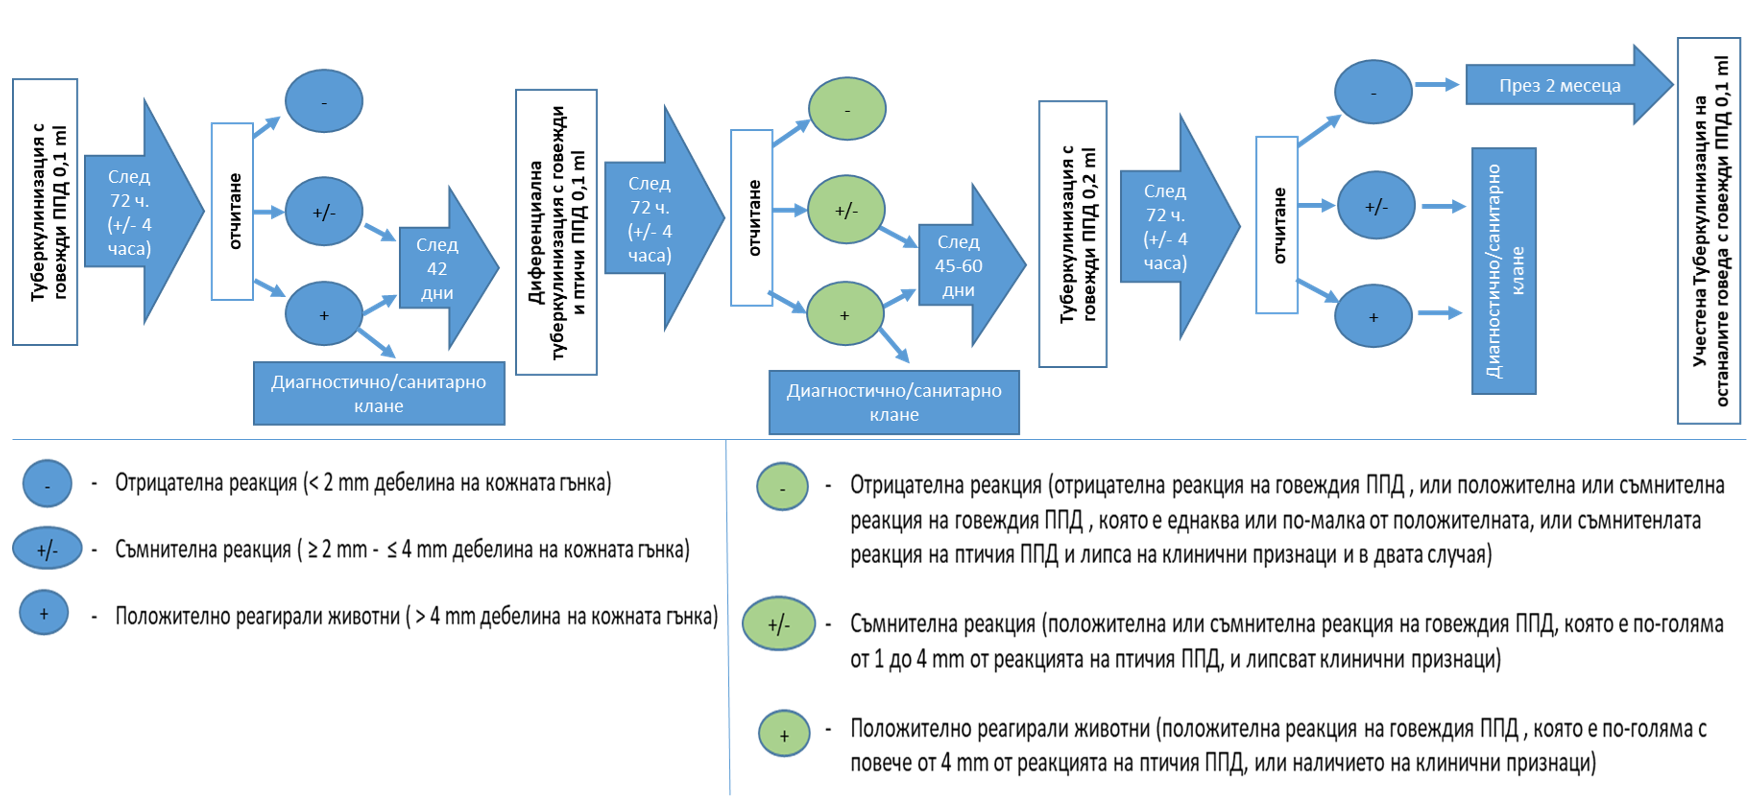 Туберкулинизация с
говежди ППД 0,1 ml
След
72 ч.
(+/- 4
часа)
отчитане
-
+/-
+
След
42
дни
Диагностично/санитарно
клане
Диференциална
туберкулинизация с говежди
и птичи ППД 0,1 ml
След
72 ч.
(+/- 4
часа)
отчитане
-
+/-
+
След
45-60
дни
Диагностично/санитарно
клане
Туберкулинизация с
говежди ППД 0,2 ml
След
72 ч.
(+/- 4
часа)
отчитане
-
+/-
+
През 2 месеца
Диагностично/санитарно
клане
Учестена Туберкулинизация на
останалите говеда с говежди ППД 0,1 ml
- - Отрицателна реакция (< 2 mm дебелина на кожната гънка)
+/- - Съмнителна реакция ( ≥ 2 mm - ≤ 4 mm дебелина на кожната гънка)
+ - Положително реагирали животни ( > 4 mm дебелина на кожната гънка)
- - Отрицателна реакция (отрицателна реакция на говеждия ППД , или положителна или съмнителна
реакция на говеждия ППД , която е еднаква или по-малка от положителната, или съмнитенлата
реакция на птичия ППД и липса на клинични признаци и в двата случая)
+/- - Съмнителна реакция (положителна или съмнителна реакция на говеждия ППД, която е по-голяма
от 1 до 4 mm от реакцията на птичия ППД, и липсват клинични признаци)
+ - Положително реагирали животни (положителна реакция на говеждия ППД , която е по-голяма с
повече от 4 mm от реакцията на птичия ППД, или наличието на клинични признаци)